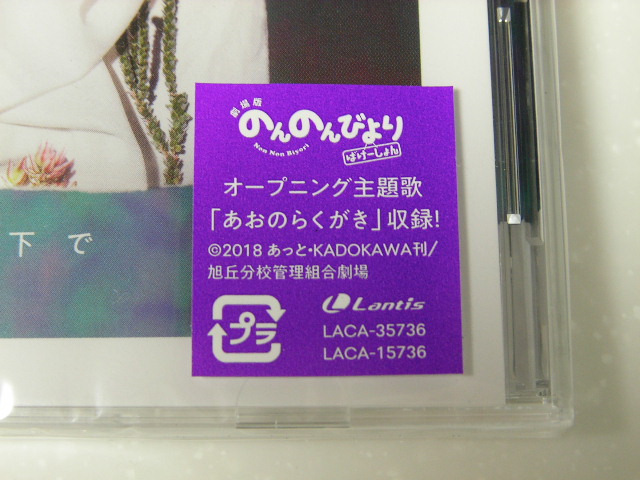 劇場版
のんのんびより
Non Non Biyori
ばけーしょん
オープニング主題歌
「あおのらくがき」収録!
©2018 あっと・KADOKAWA刊/
旭丘分校管理組合劇場
プラ
Lantis
LACA-35736
LACA-15736
下で